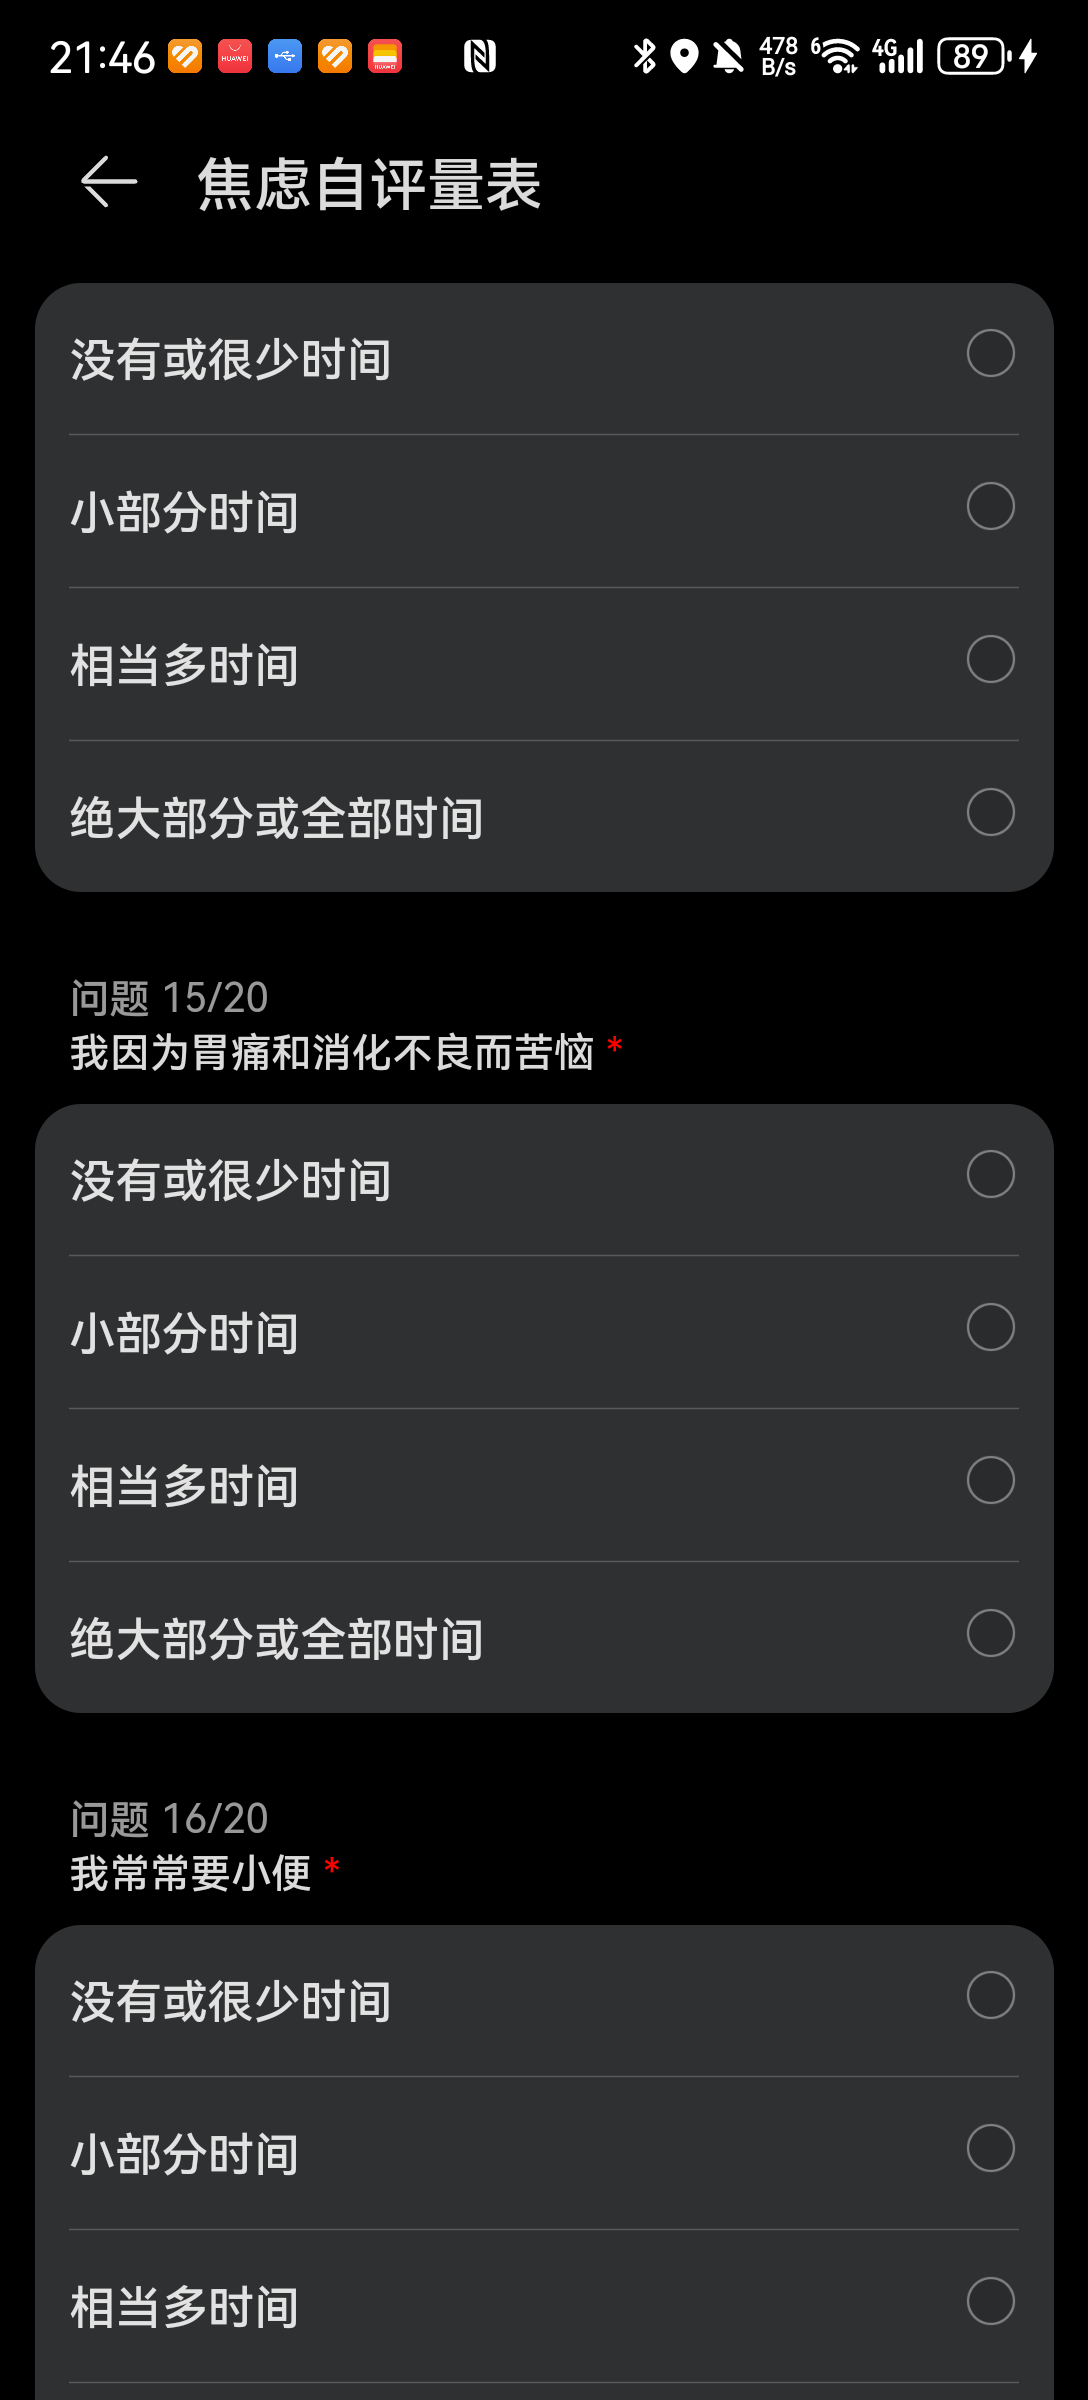 21:46
478 B/s
6
4G
89
焦虑自评量表
没有或很少时间
小部分时间
相当多时间
绝大部分或全部时间
问题 15/20
我因为胃痛和消化不良而苦恼 *
没有或很少时间
小部分时间
相当多时间
绝大部分或全部时间
问题 16/20
我常常要小便 *
没有或很少时间
小部分时间
相当多时间